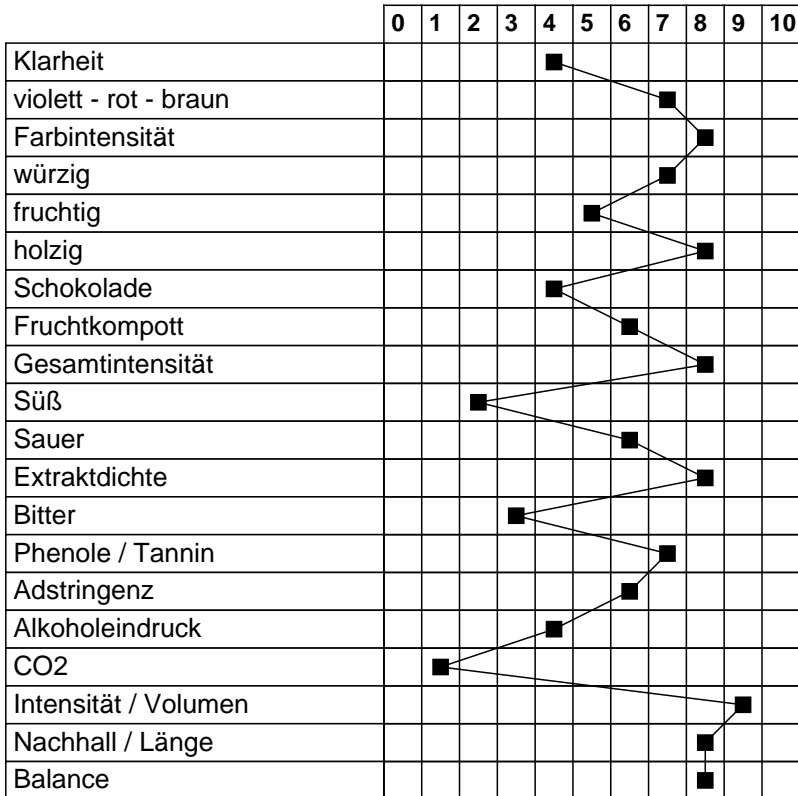 0 1 2 3 4 5 6 7 8 9 10
Klarheit
violett - rot - braun
Farbintensität
würzig
fruchtig
holzig
Schokolade
Fruchtkompott
Gesamtintensität
Süß
Sauer
Extraktdichte
Bitter
Phenole / Tannin
Adstringenz
Alkoholeindruck
CO2
Intensität / Volumen
Nachhall / Länge
Balance